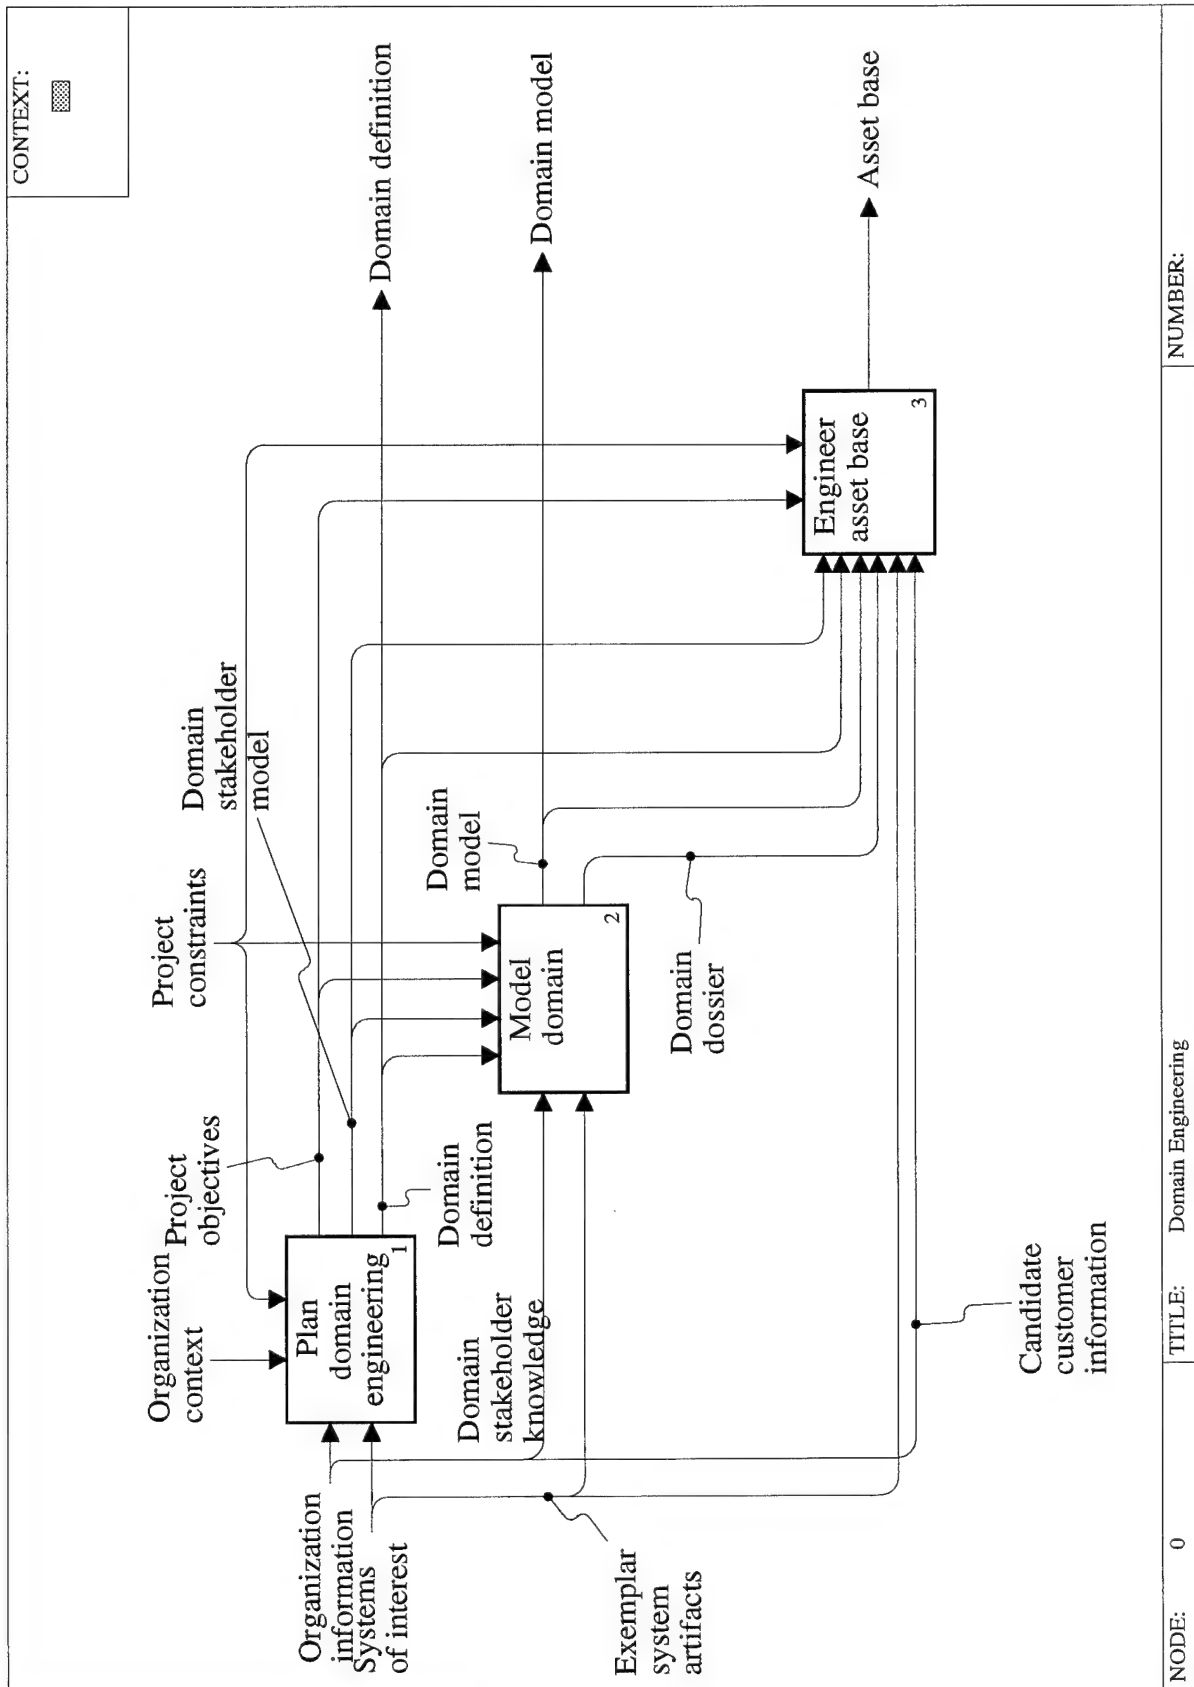 CONTEXT:
Organization
context
Project
objectives
Project
constraints
Domain
stakeholder
model
Organization
information
Systems
of interest
Plan
domain
engineering
1
Domain definition
Domain
definition
Domain
stakeholder
knowledge
Model
domain
2
Domain
model
Domain model
Exemplar
system
artifacts
Domain
dossier
Engineer
asset base
3
Asset base
Candidate
customer
information
NODE: 0
TITLE: Domain Engineering
NUMBER: